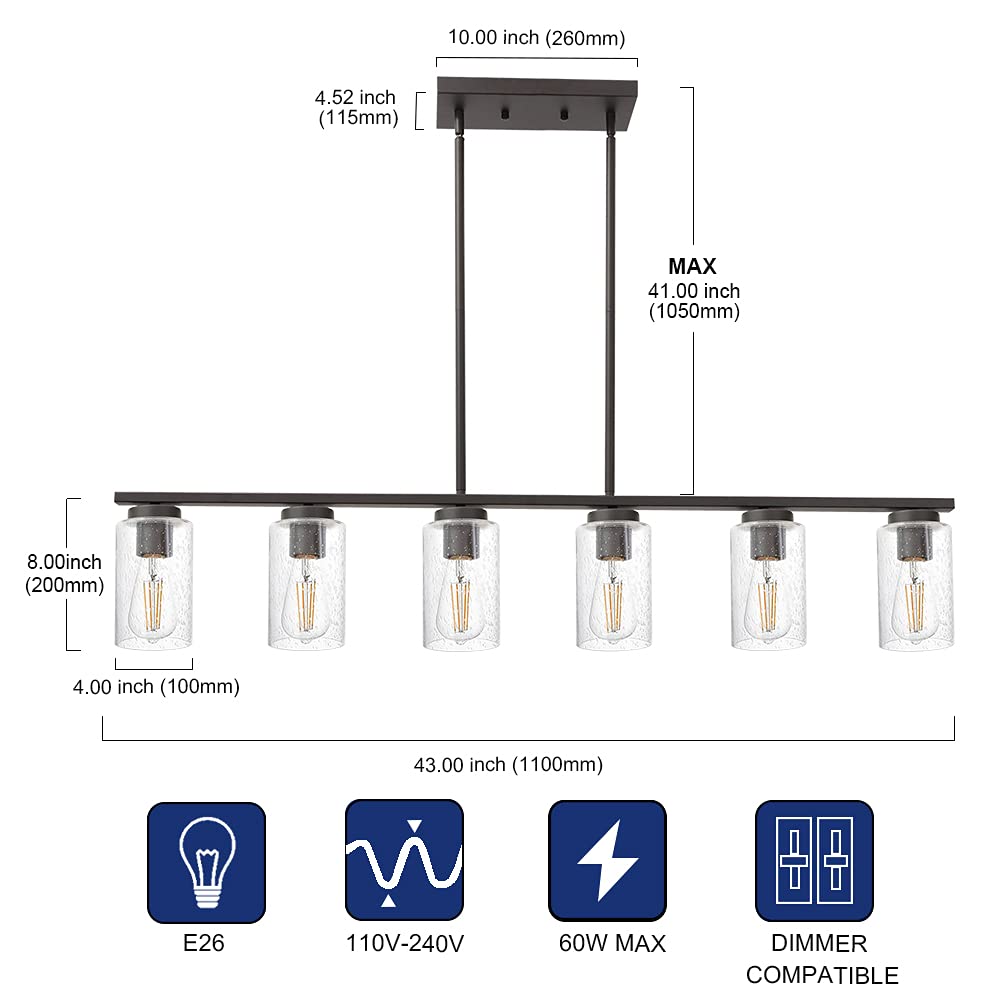 10.00 inch (260mm)
4.52 inch
(115mm)
MAX
41.00 inch
(1050mm)
8.00inch
(200mm)
4.00 inch (100mm)
43.00 inch (1100mm)
E26
110V-240V
60W MAX
DIMMER
COMPATIBLE